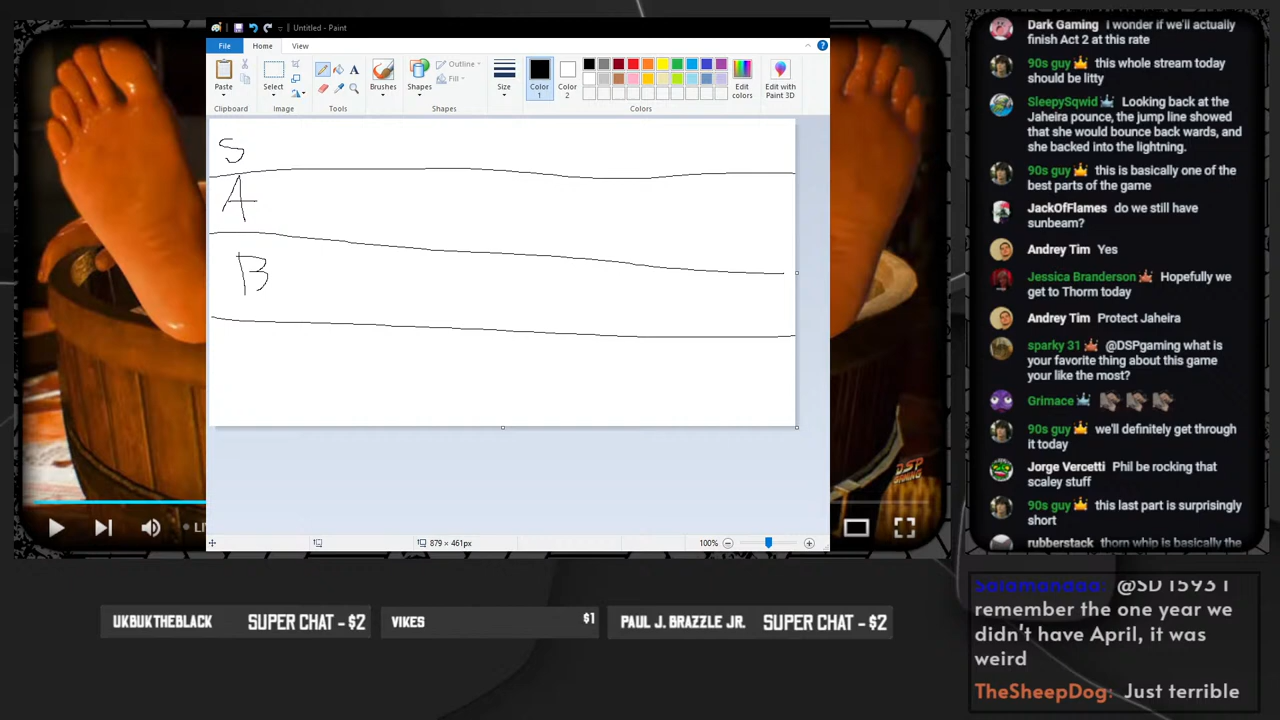 Untitled - Paint
File
Home
View
Paste
Select
Outline
Fill
Brushes
Shapes
Size
Color
1
Color
2
Edit
colors
Edit with
Paint 3D
Clipboard
Image
Tools
Shapes
Colors
S
A
B
879 × 461px
100%
DSP
GAMING
LI
Dark Gaming I wonder if we'll actually
finish Act 2 at this rate
90s guy this whole stream today
should be litty
SleepySqwid Looking back at the
Jaheira pounce, the jump line showed
that she would bounce back wards, and
she backed into the lightning.
90s guy this is basically one of the
best parts of the game
JackOfFlames do we still have
sunbeam?
Andrey Tim Yes
Jessica Branderson Hopefully we
get to Thorm today
Andrey Tim Protect Jaheira
sparky 31 @DSPgaming what is
your favorite thing about this game
your like the most?
Grimace
90s guy we'll definitely get through
it today
Jorge Vercetti Phil be rocking that
scaley stuff
90s guy this last part is surprisingly
short
rubberstack thorn whip is basically the
Salamandao: @SD1593 I
remember the one year we
didn't have April, it was
weird
TheSheepDog: Just terrible
UKBUKTHEBLACK SUPER CHAT - $2
VIKES $1
PAUL J. BRAZZLE JR. SUPER CHAT - $2